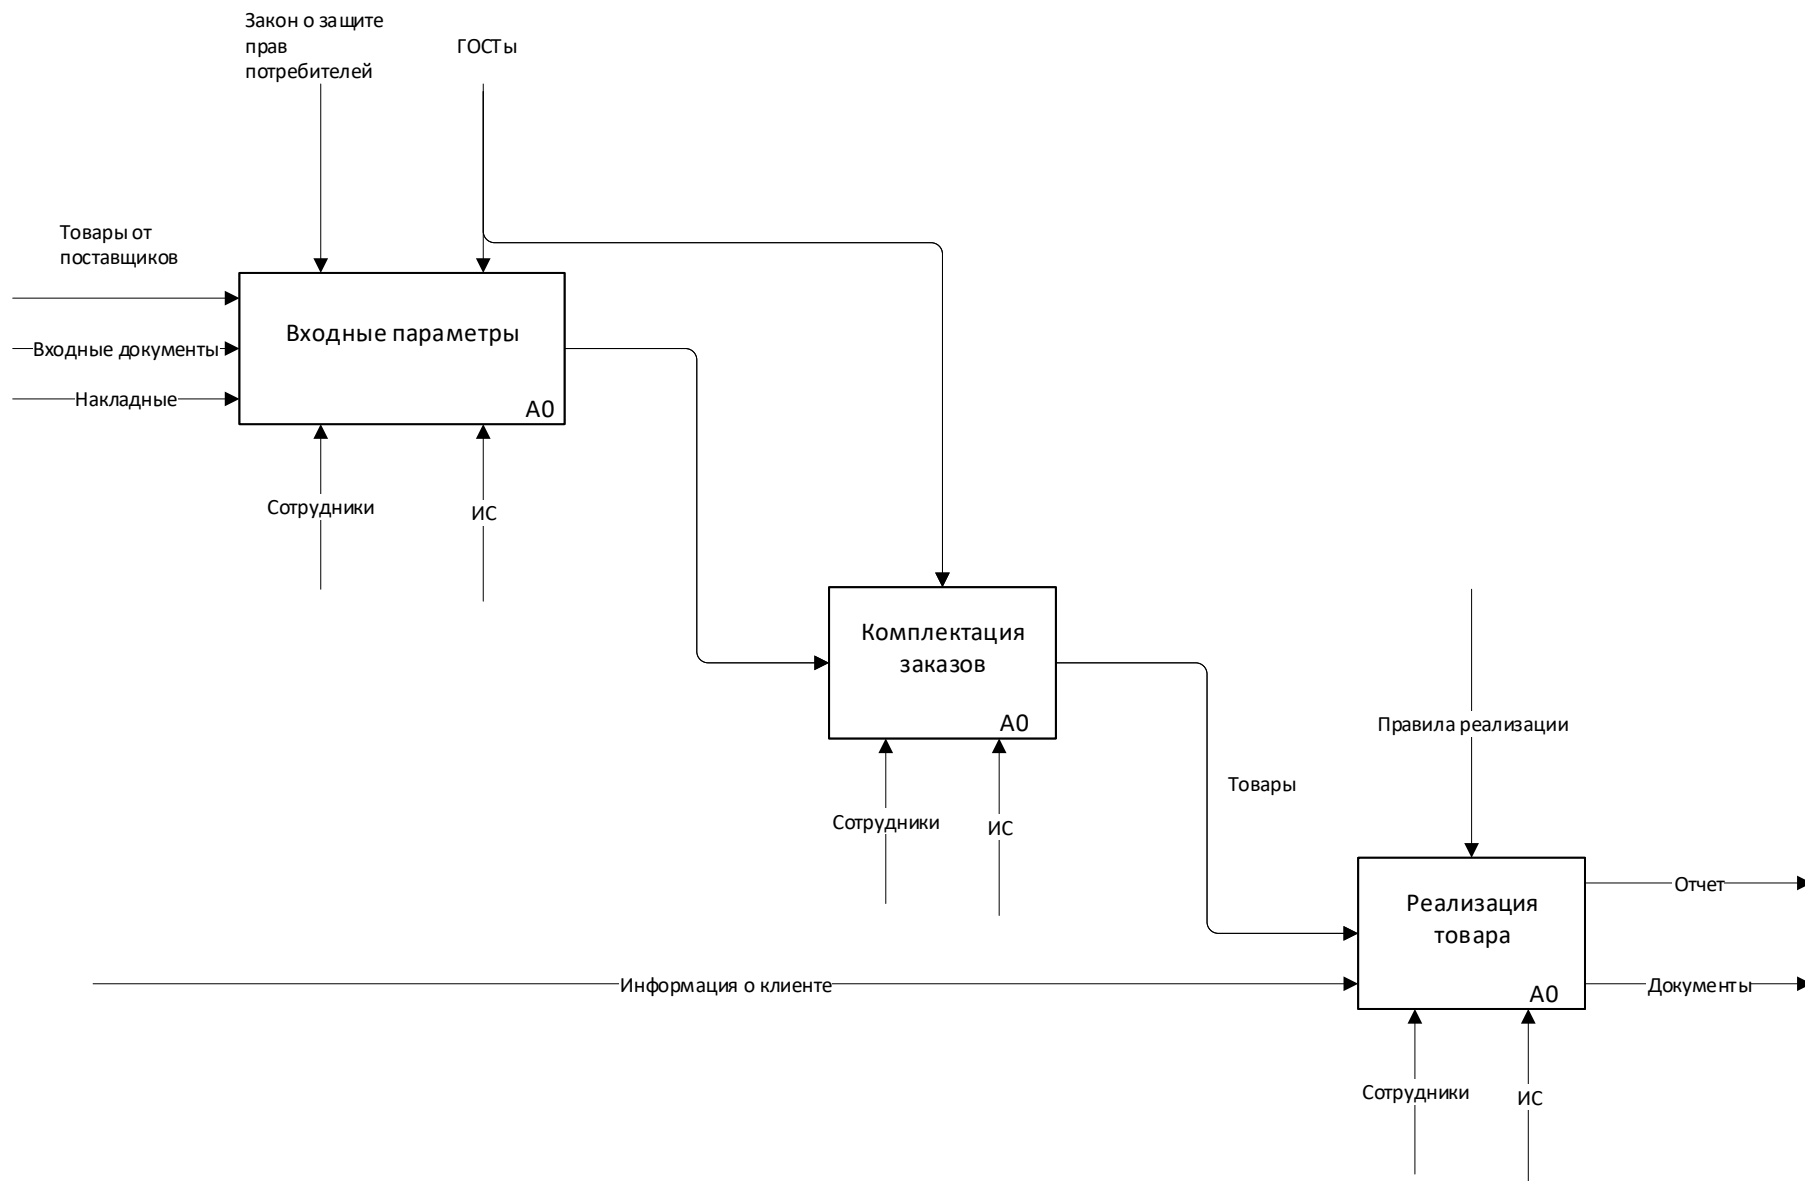 Закон о защите
прав
потребителей
ГОСТы
Товары от
поставщиков
Входные документы
Накладные
Входные параметры
A0
Сотрудники
ИС
Комплектация
заказов
A0
Сотрудники
ИС
Товары
Правила реализации
Реализация
товара
A0
Отчет
Документы
Информация о клиенте
Сотрудники
ИС